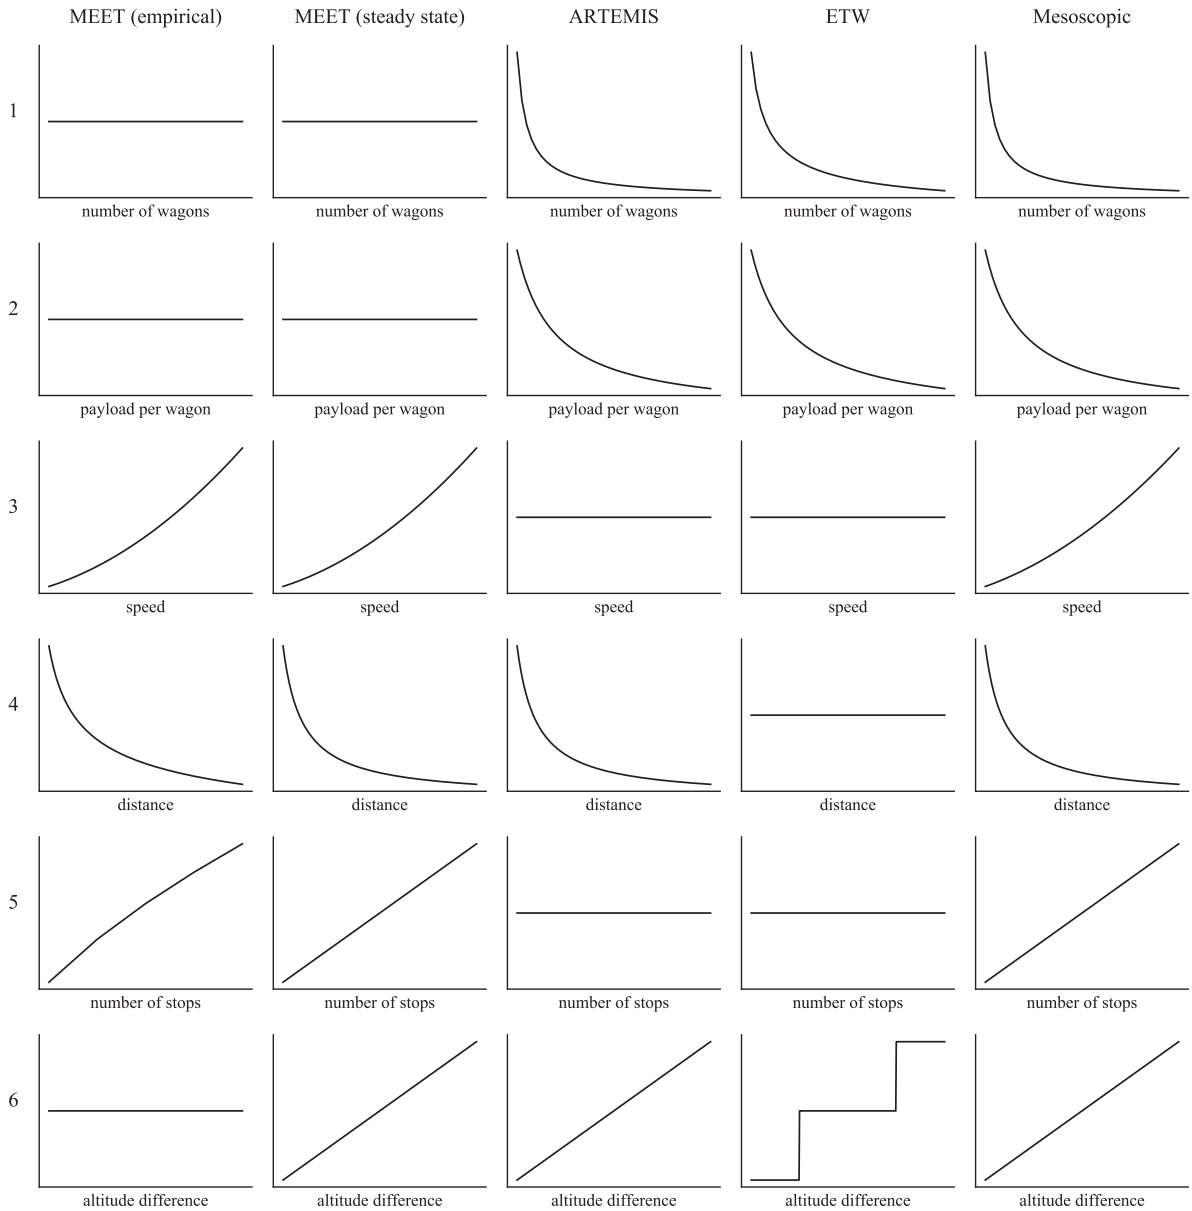 MEET (empirical) MEET (steady state) ARTEMIS ETW Mesoscopic
1
number of wagons number of wagons number of wagons number of wagons number of wagons
2
payload per wagon payload per wagon payload per wagon payload per wagon payload per wagon
3
speed speed speed speed speed
4
distance distance distance distance distance
5
number of stops number of stops number of stops number of stops number of stops
6
altitude difference altitude difference altitude difference altitude difference altitude difference